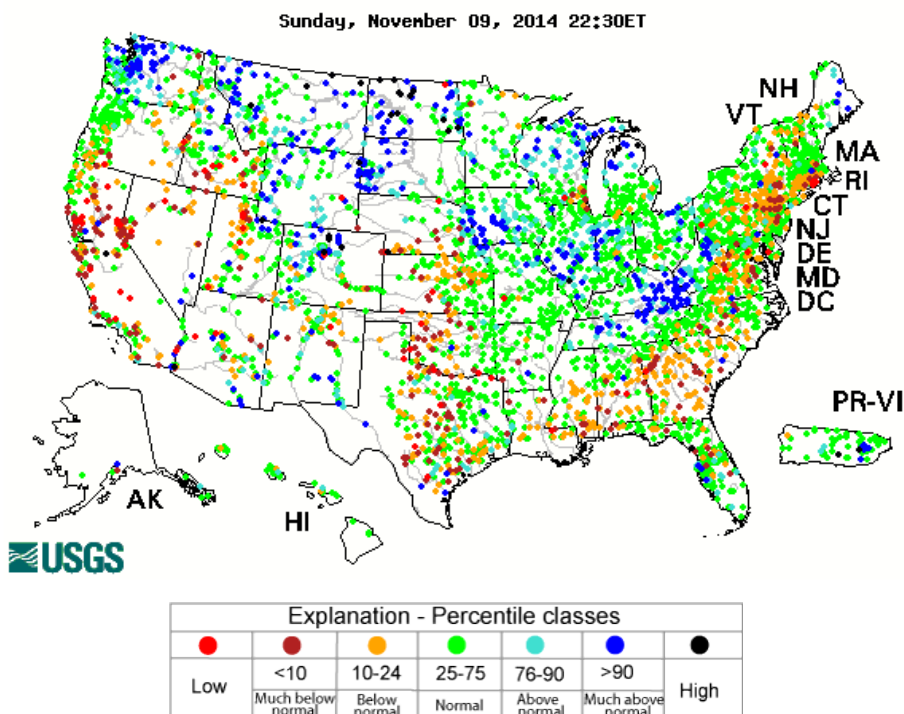 Sunday, November 09, 2014 22:30ET
NH
VT
MA
RI
CT
NJ
DE
MD
DC
PR-VI
AK
HI
USGS
Explanation - Percentile classes
Low
<10
10-24
25-75
76-90
>90
High
Much below normal
Below normal
Normal
Above normal
Much above normal